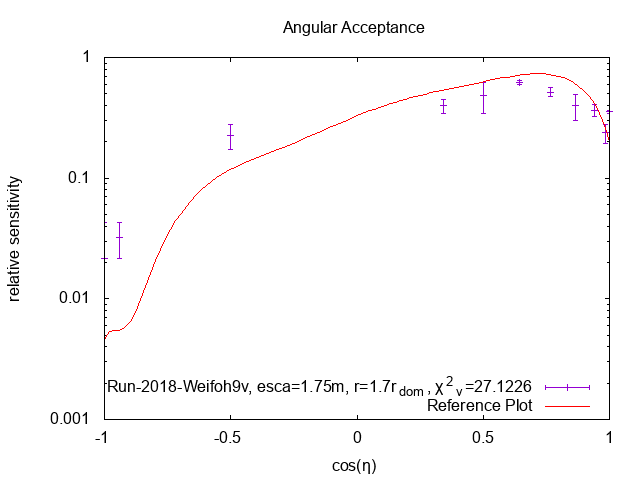 Angular Acceptance
relative sensitivity
1
0.1
0.01
0.001
Run-2018-Weifoh9v, esca=1.75m, r=1.7r_dom, χ²_ν=27.1226
Reference Plot
-1
-0.5
0
0.5
1
cos(η)